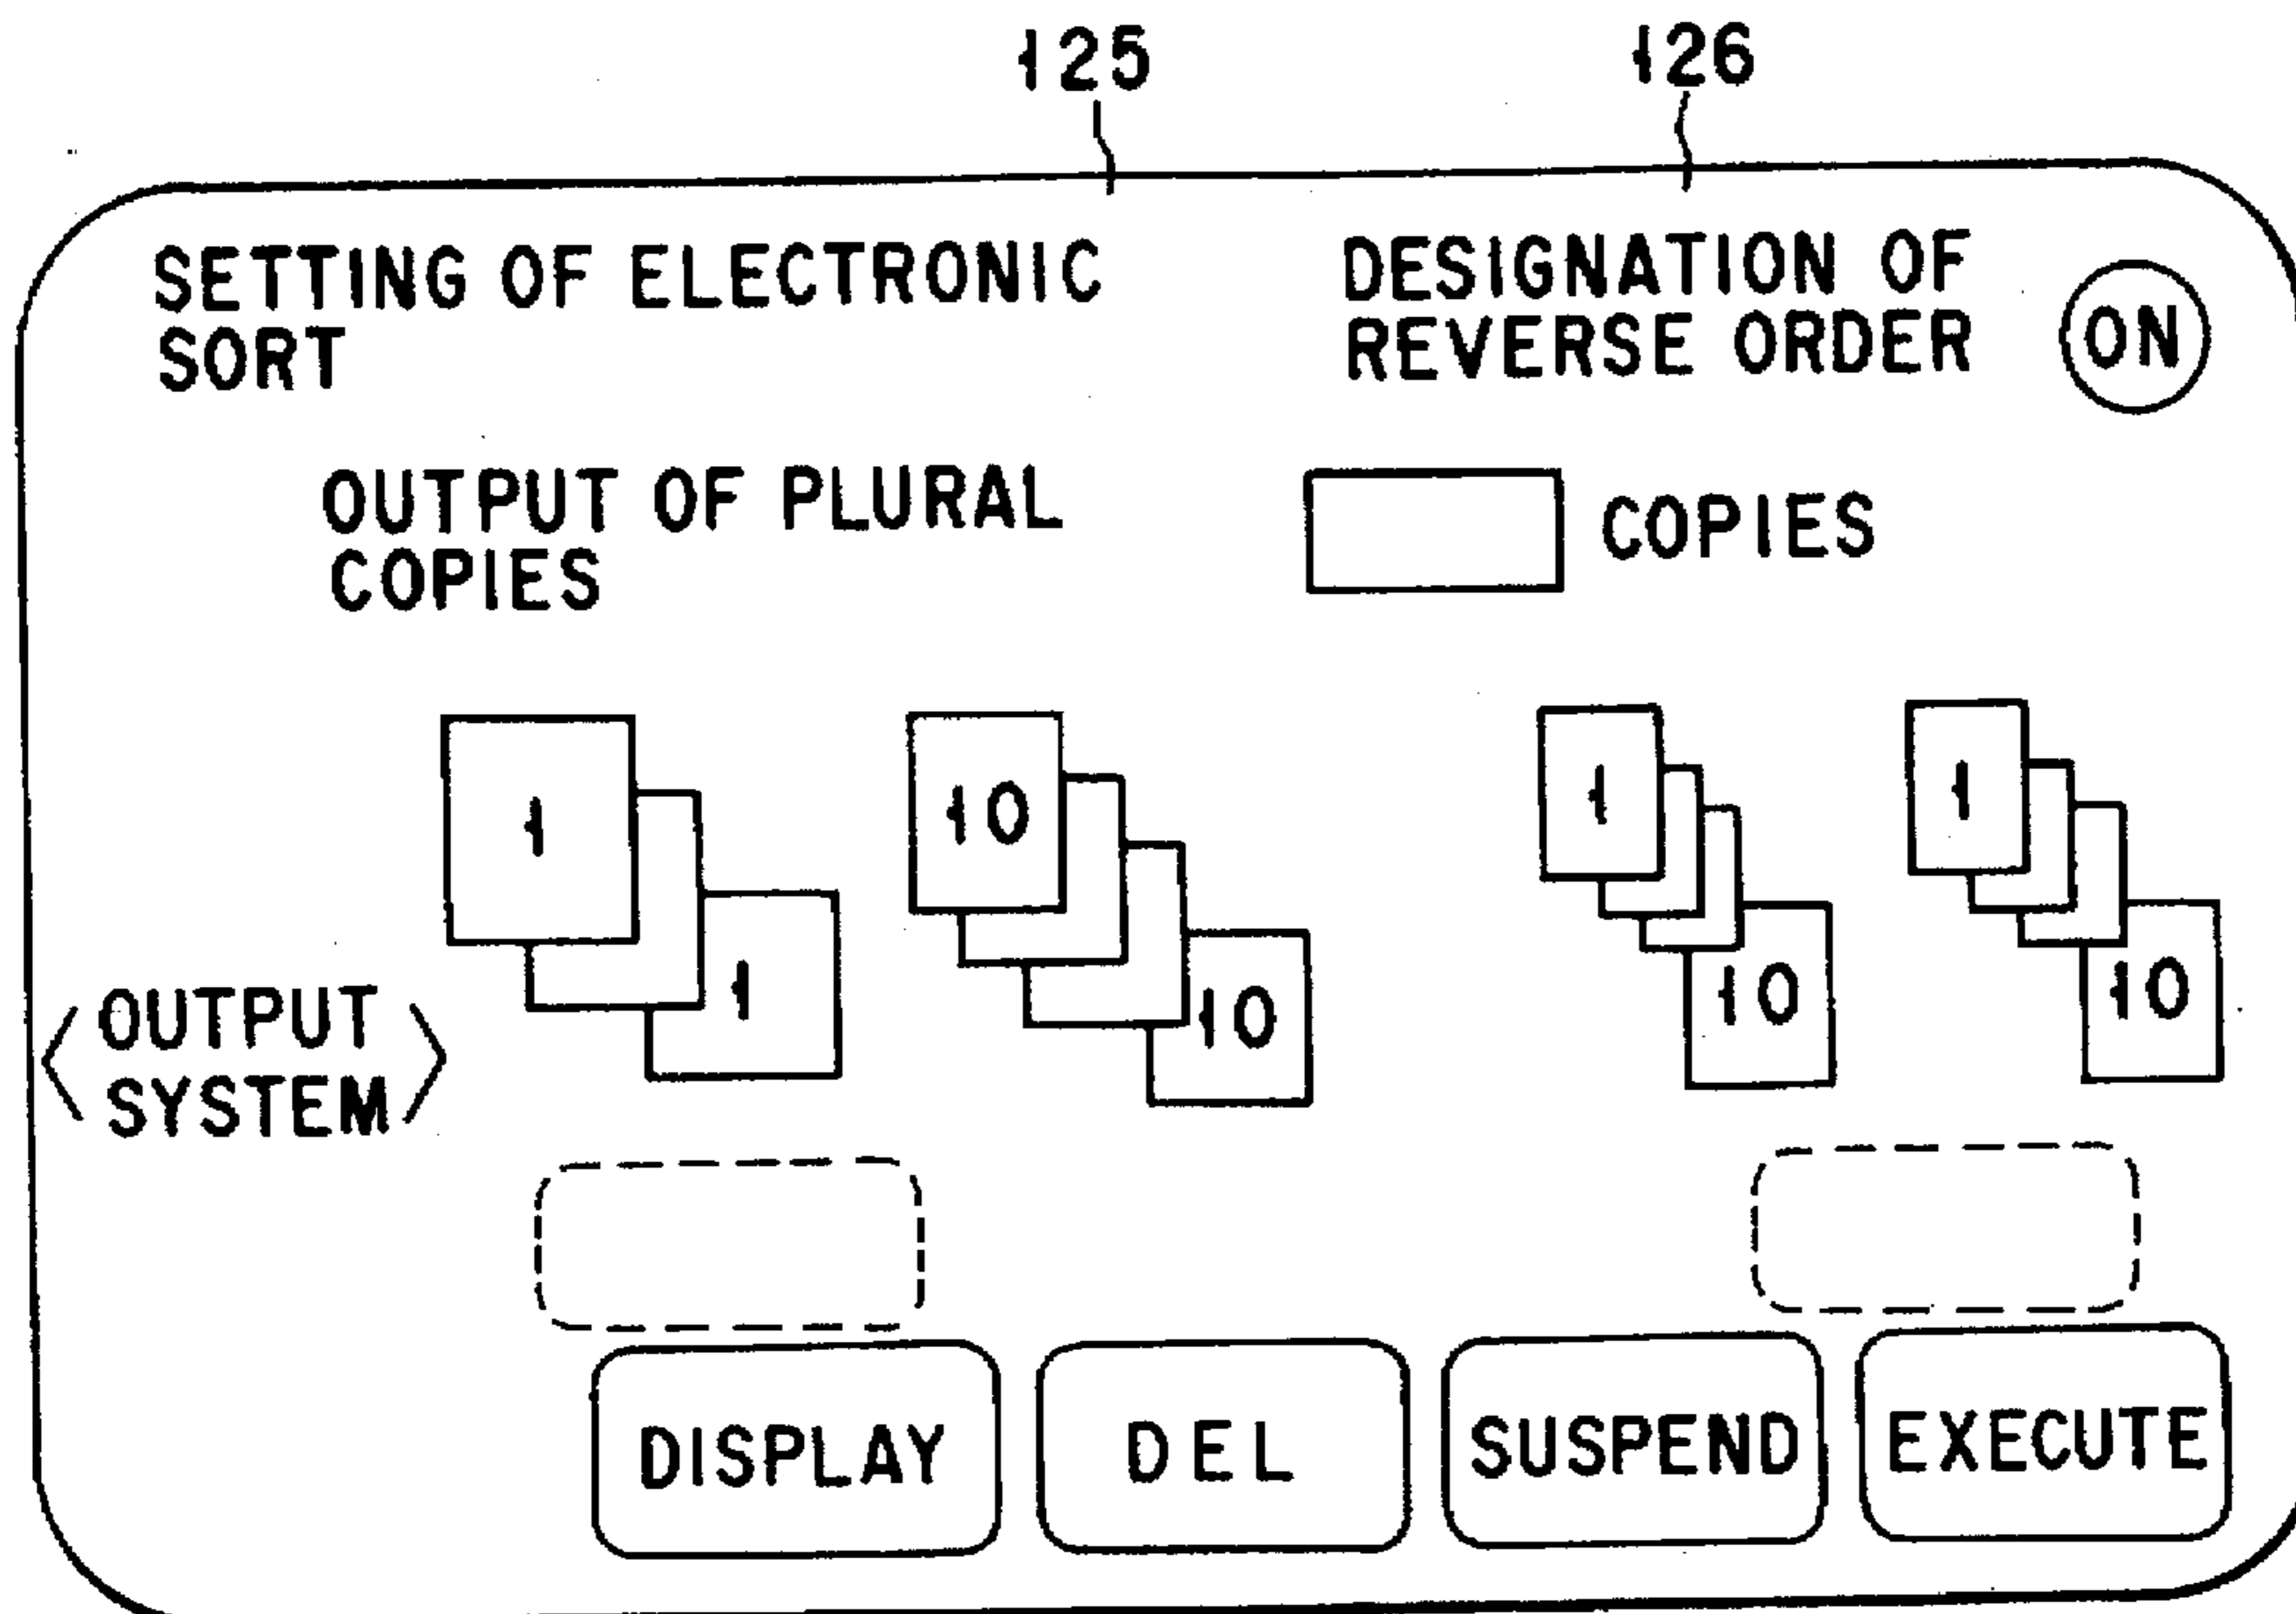 125 126
SETTING OF ELECTRONIC
SORT
DESIGNATION OF
REVERSE ORDER
ON
OUTPUT OF PLURAL
COPIES
COPIES
1 10 1 1
1 10 10 10
〈OUTPUT
SYSTEM〉
DISPLAY DEL SUSPEND EXECUTE